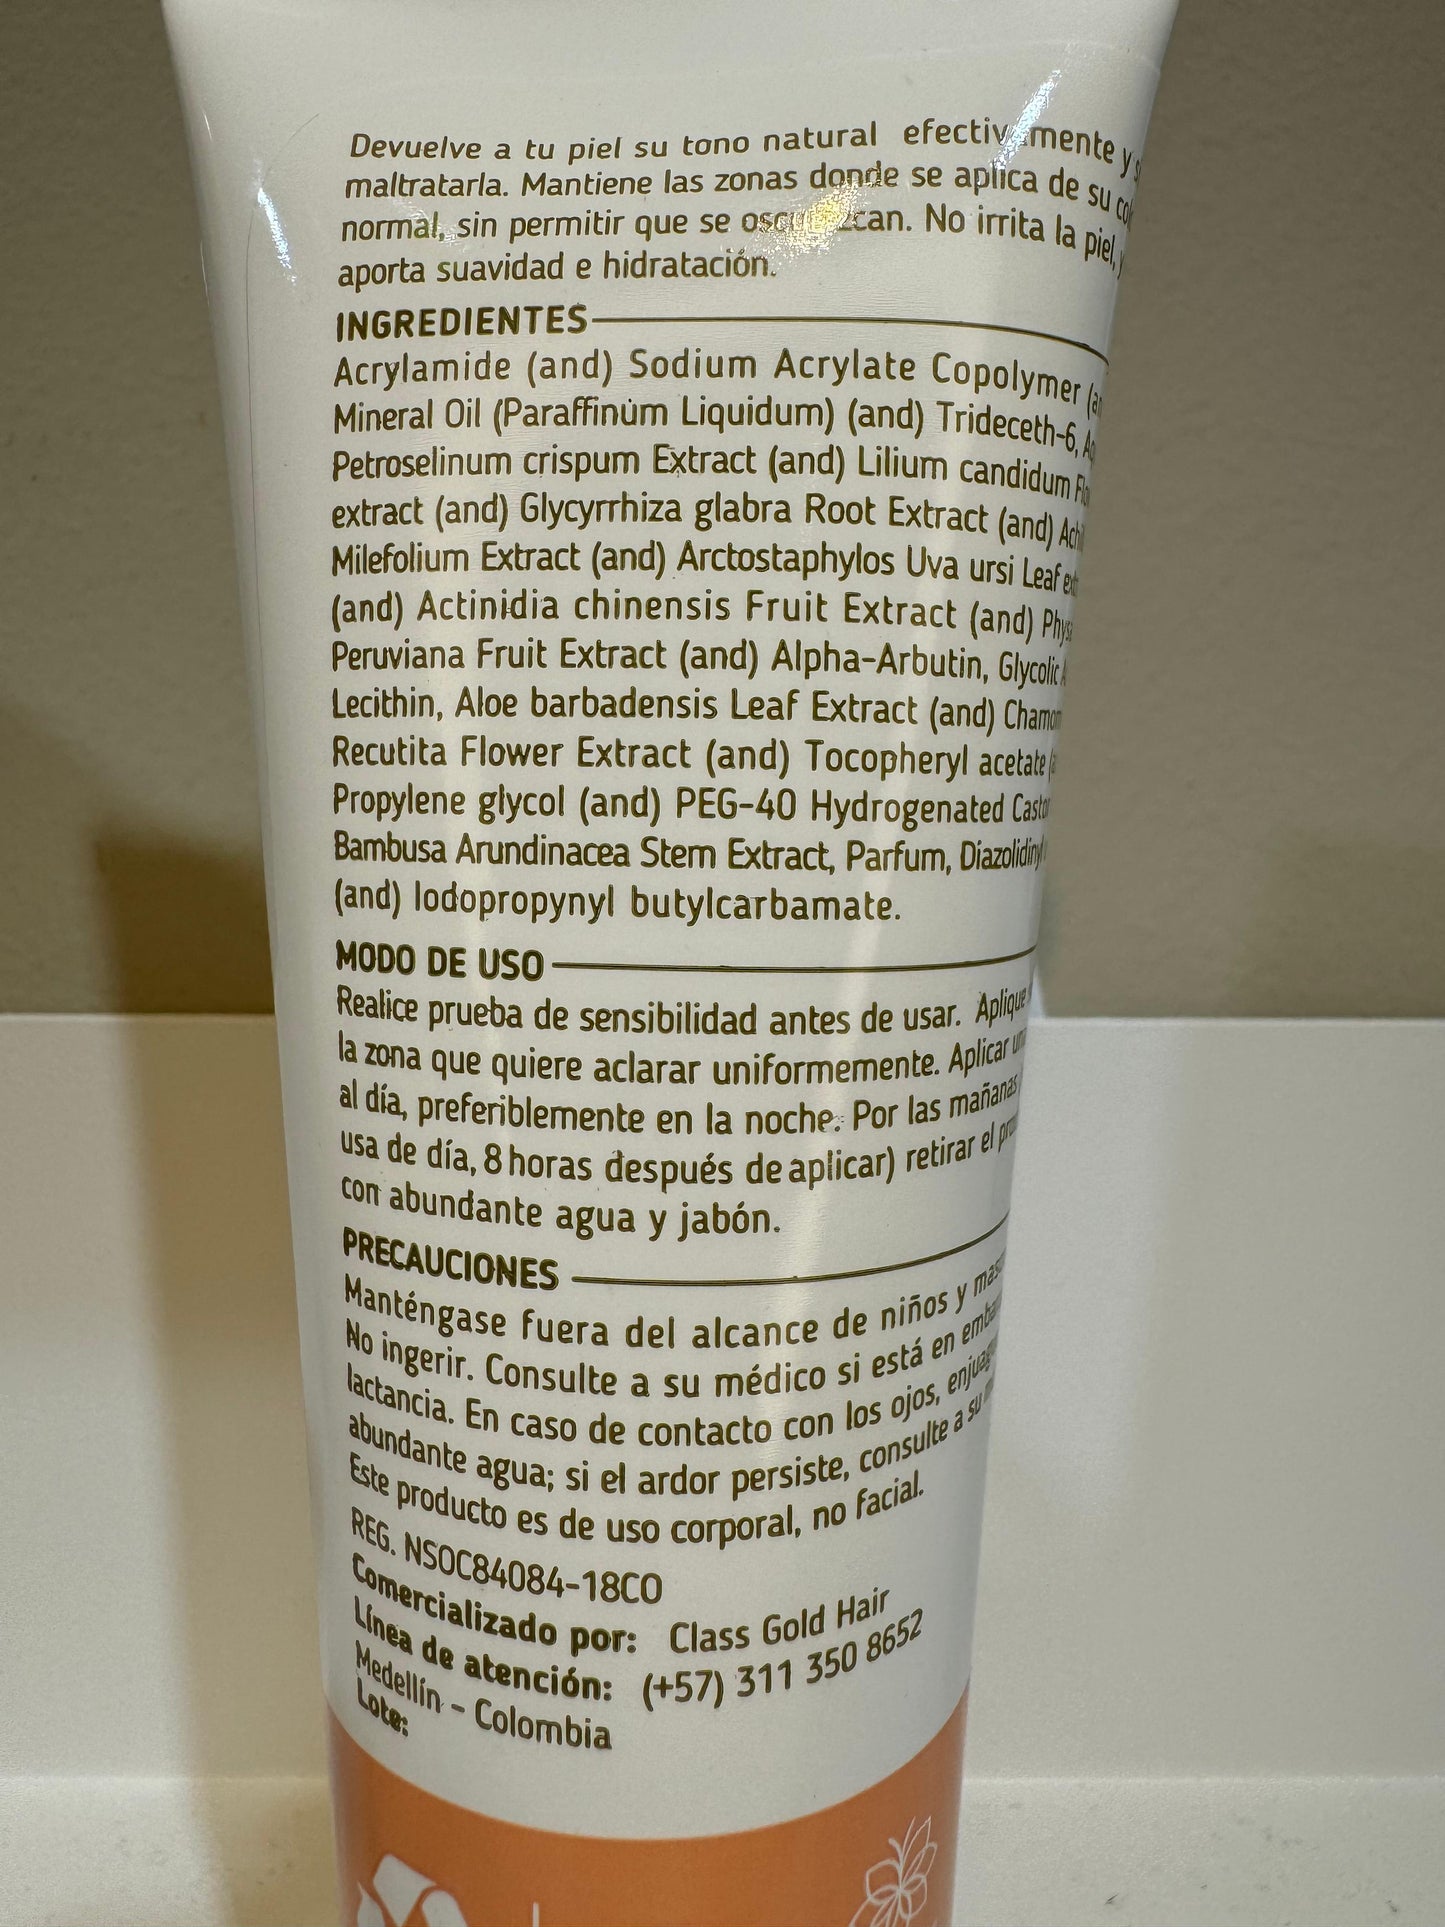 Devuelve a tu piel su tono natural efectivamente y
maltratarla. Mantiene las zonas donde se aplica de su
normal, sin permitir que se oscurezcan. No irrita la piel, y
aporta suavidad e hidratación.
INGREDIENTES
Acrylamide (and) Sodium Acrylate Copolymer
Mineral Oil (Paraffinum Liquidum) (and) Trideceth-6,
Petroselinum crispum Extract (and) Lilium candidum
extract (and) Glycyrrhiza glabra Root Extract (and)
Milefolium Extract (and) Arctostaphylos Uva ursi Leaf
(and) Actinidia chinensis Fruit Extract (and)
Peruviana Fruit Extract (and) Alpha-Arbutin, Glycolic
Lecithin, Aloe barbadensis Leaf Extract (and)
Recutita Flower Extract (and) Tocopheryl acetate
Propylene glycol (and) PEG-40 Hydrogenated
Bambusa Arundinacea Stem Extract, Parfum,
(and) Iodopropynyl butylcarbamate.
MODO DE USO
Realice prueba de sensibilidad antes de usar. Aplique
la zona que quiere aclarar uniformemente. Aplicar
al día, preferiblemente en la noche. Por las mañanas
usa de día, 8 horas después de aplicar) retirar el
con abundante agua y jabón.
PRECAUCIONES
Manténgase fuera del alcance de niños y
No ingerir. Consulte a su médico si está en
lactancia. En caso de contacto con los ojos,
abundante agua; si el ardor persiste, consulte a su
Este producto es de uso corporal, no facial.
REG. NSOC84084-18CO
Comercializado por: Class Gold Hair
Línea de atención: (+57) 311 350 8652
Medellín - Colombia
Lote: